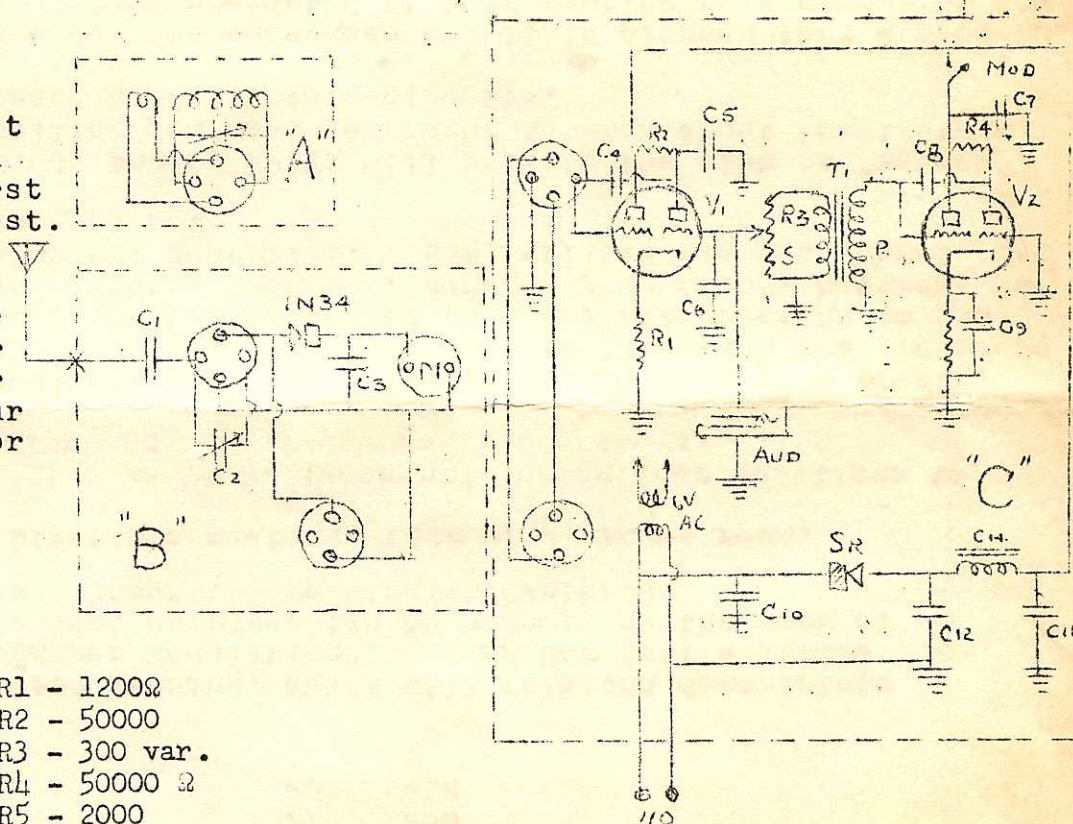 t
rst
st.
ur
or
"A"
C1
1N34
C3
C2
"B"
MOD
C7
R2
C5
C4
V1
R4
C8
V2
T1
R3
S
P
C6
R1
C9
AUD
6V
AC
"C"
SR
CH.
C10
C12
C11
110
R1 - 1200Ω
R2 - 50000
R3 - 300 var.
R4 - 50000 Ω
R5 - 2000